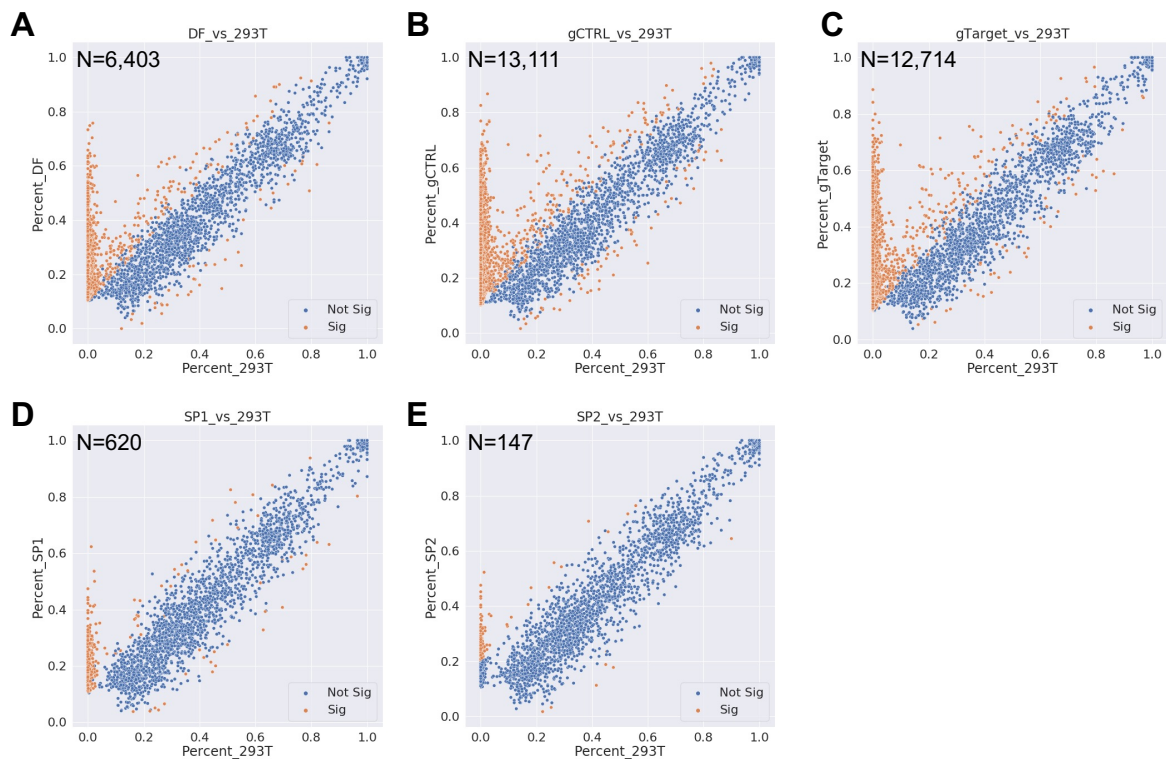 A
DF_vs_293T
N=6,403
1.0
0.8
0.6
0.4
0.2
0.0
Percent_DF
Not Sig
Sig
0.0 0.2 0.4 0.6 0.8 1.0
Percent_293T
B
gCTRL_vs_293T
N=13,111
1.0
0.8
0.6
0.4
0.2
0.0
Percent_gCTRL
Not Sig
Sig
0.0 0.2 0.4 0.6 0.8 1.0
Percent_293T
C
gTarget_vs_293T
N=12,714
1.0
0.8
0.6
0.4
0.2
0.0
Percent_gTarget
Not Sig
Sig
0.0 0.2 0.4 0.6 0.8 1.0
Percent_293T
D
SP1_vs_293T
N=620
1.0
0.8
0.6
0.4
0.2
0.0
Percent_SP1
Not Sig
Sig
0.0 0.2 0.4 0.6 0.8 1.0
Percent_293T
E
SP2_vs_293T
N=147
1.0
0.8
0.6
0.4
0.2
0.0
Percent_SP2
Not Sig
Sig
0.0 0.2 0.4 0.6 0.8 1.0
Percent_293T